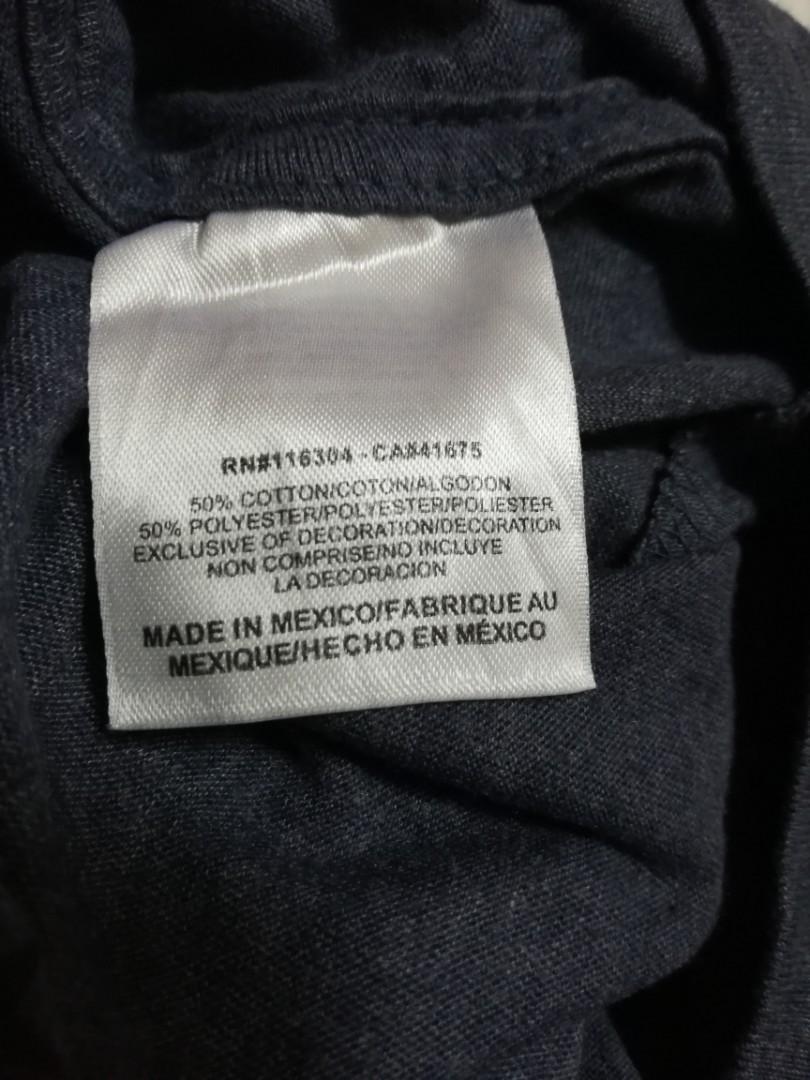 RN#116304 - CA#41675
50% COTTON/COTON/ALGODON
50% POLYESTER/POLYESTER/POLIESTER
EXCLUSIVE OF DECORATION/DECORATION
NON COMPRISE/NO INCLUYE
LA DECORACION
MADE IN MEXICO/FABRIQUE AU
MEXIQUE/HECHO EN MÉXICO